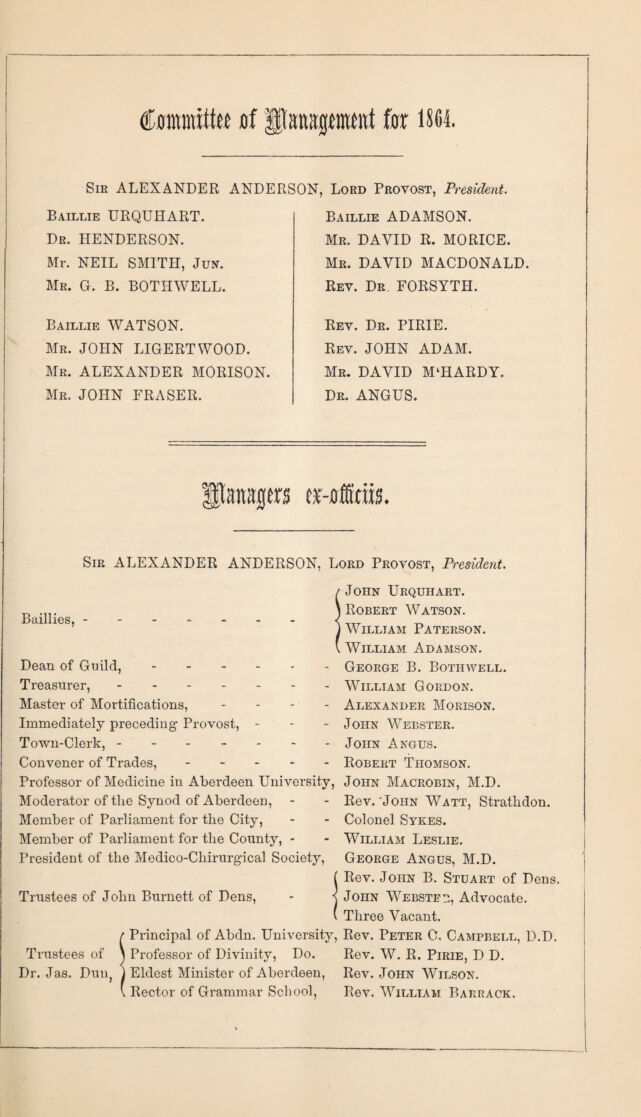 Committee of Management for 1864.
Sir ALEXANDER ANDERSON, Lord Provost, President.
Baillie URQUHART.
Dr. HENDERSON.
Mr. NEIL SMITH, Jun.
Mr. G. B. BOTHWELL.
Baillie WATSON.
Mr. JOHN LIGERTWOOD.
Mr. ALEXANDER MORISON.
Mr. JOHN FRASER.
Baillie ADAMSON.
Mr. DAVID R. MORICE.
Mr. DAVID MACDONALD.
Rev. Dr. FORSYTH.
Rev. Dr. PIRIE.
Rev. JOHN ADAM.
Mr. DAVID M‘HARDY.
Dr. ANGUS.
Managers ex-officiis.
Sir ALEXANDER ANDERSON, Lord Provost, President.
Baillies, - - - - - - - { John Urquhart.
Robert Watson.
William Paterson.
William Adamson.
Dean of Guild, - - - - - - George B. Bothwell.
Treasurer, - - - - - - - William Gordon.
Master of Mortifications, - - - - Alexander Morison.
Immediately preceding Provost, - - - John Webster.
Town-Clerk, - - - - - - - John Angus.
Convener of Trades, - - - - - Robert Thomson.
Professor of Medicine in Aberdeen University, John Macrobin, M.D.
Moderator of the Synod of Aberdeen, - - Rev. John Watt, Strathdon.
Member of Parliament for the City, - - Colonel Sykes.
Member of Parliament for the County, - - William Leslie.
President of the Medico-Chirurgical Society, George Angus, M.D.
Trustees of John Burnett of Dens, - { Rev. John B. Stuart of Dens.
John Webster, Advocate.
Three Vacant.
Trustees of Dr. Jas. Dun, { Principal of Abdn. University, Rev. Peter C. Campbell, D.D.
Professor of Divinity, Do. Rev. W. R. Pirie, D.D.
Eldest Minister of Aberdeen, Rev. John Wilson.
Rector of Grammar School, Rev. William Barrack.